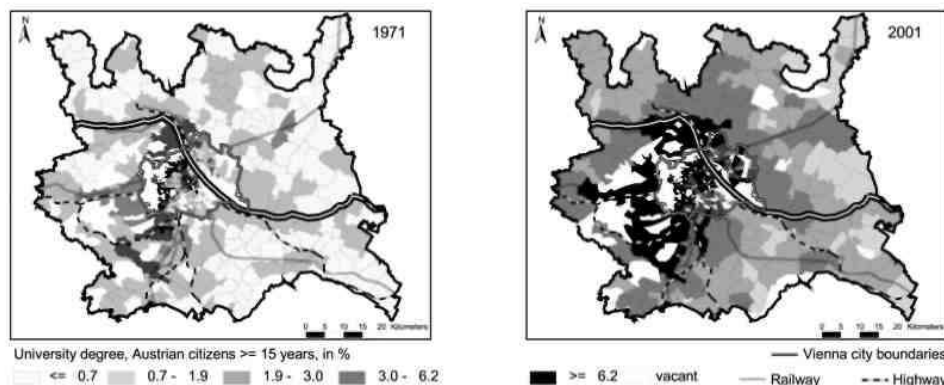 N
1971
0 5 10 15 20 Kilometers
N
2001
0 5 10 15 20 Kilometers
University degree, Austrian citizens >= 15 years, in %
<= 0.7 0.7 - 1.9 1.9 - 3.0 3.0 - 6.2 >= 6.2 vacant
Vienna city boundaries
Railway Highway